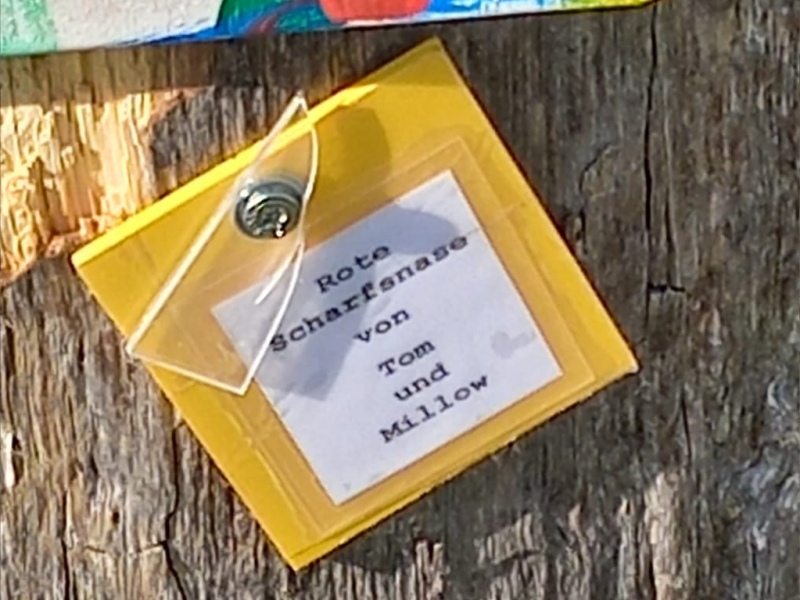 Rote
Scharfsnase
von
Tom
und
Millow